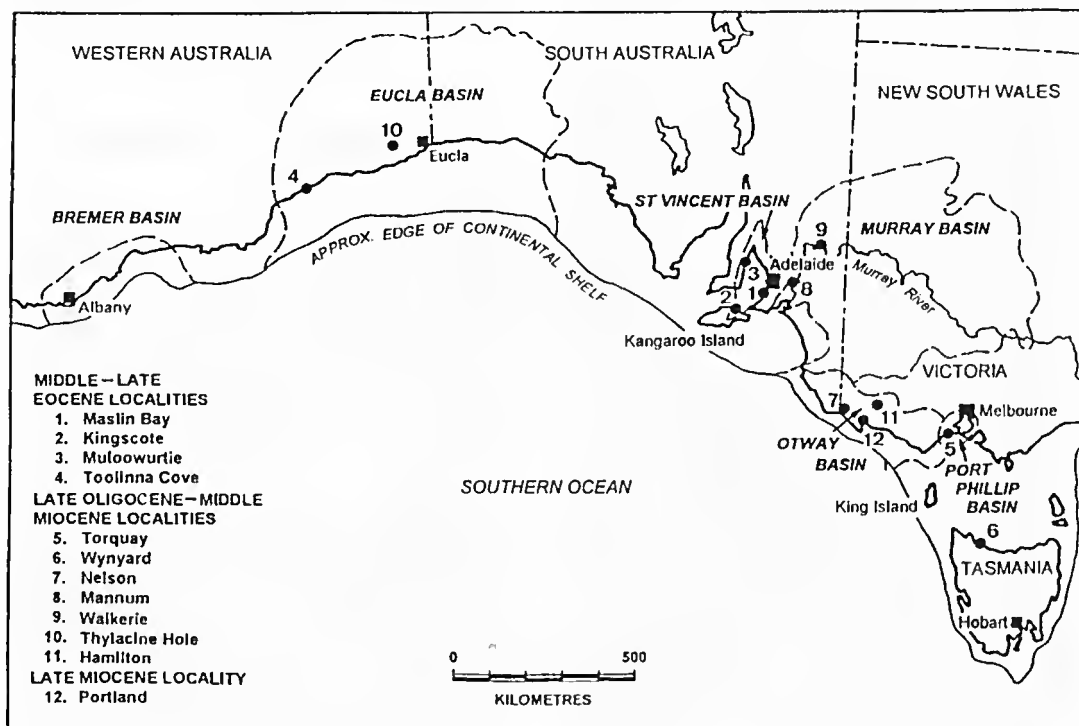 WESTERN AUSTRALIA
SOUTH AUSTRALIA
NEW SOUTH WALES
EUCLA BASIN
10
Eucla
4
BREMER BASIN
ST VINCENT BASIN
MURRAY BASIN
9
APPROX. EDGE OF CONTINENTAL SHELF
Adelaide
3
8
2
1
Murray River
Albany
Kangaroo Island
VICTORIA
MIDDLE–LATE
EOCENE LOCALITIES
1. Maslin Bay
2. Kingscote
3. Muloowurtie
4. Toolinna Cove
LATE OLIGOCENE–MIDDLE
MIOCENE LOCALITIES
5. Torquay
6. Wynyard
7. Nelson
8. Mannum
9. Waikerie
10. Thylacine Hole
11. Hamilton
LATE MIOCENE LOCALITY
12. Portland
7
11
12
Melbourne
5
OTWAY
BASIN
PORT
PHILLIP
BASIN
SOUTHERN OCEAN
King Island
6
TASMANIA
Hobart
0 500
KILOMETRES